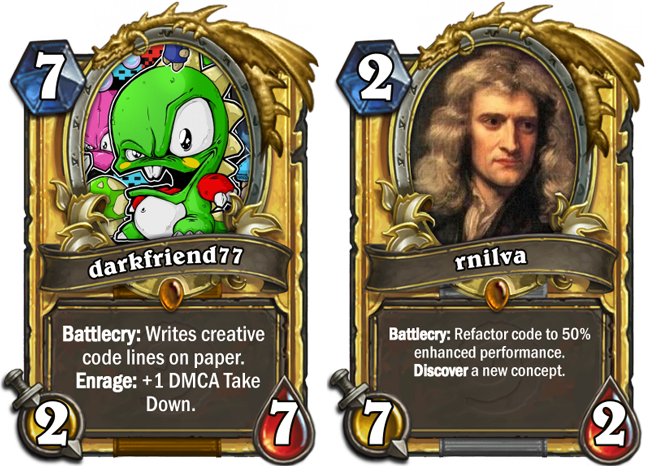 7
darkfriend77
Battlecry: Writes creative
code lines on paper.
Enrage: +1 DMCA Take
Down.
2
7
2
rnilva
Battlecry: Refactor code to 50%
enhanced performance.
Discover a new concept.
7
2